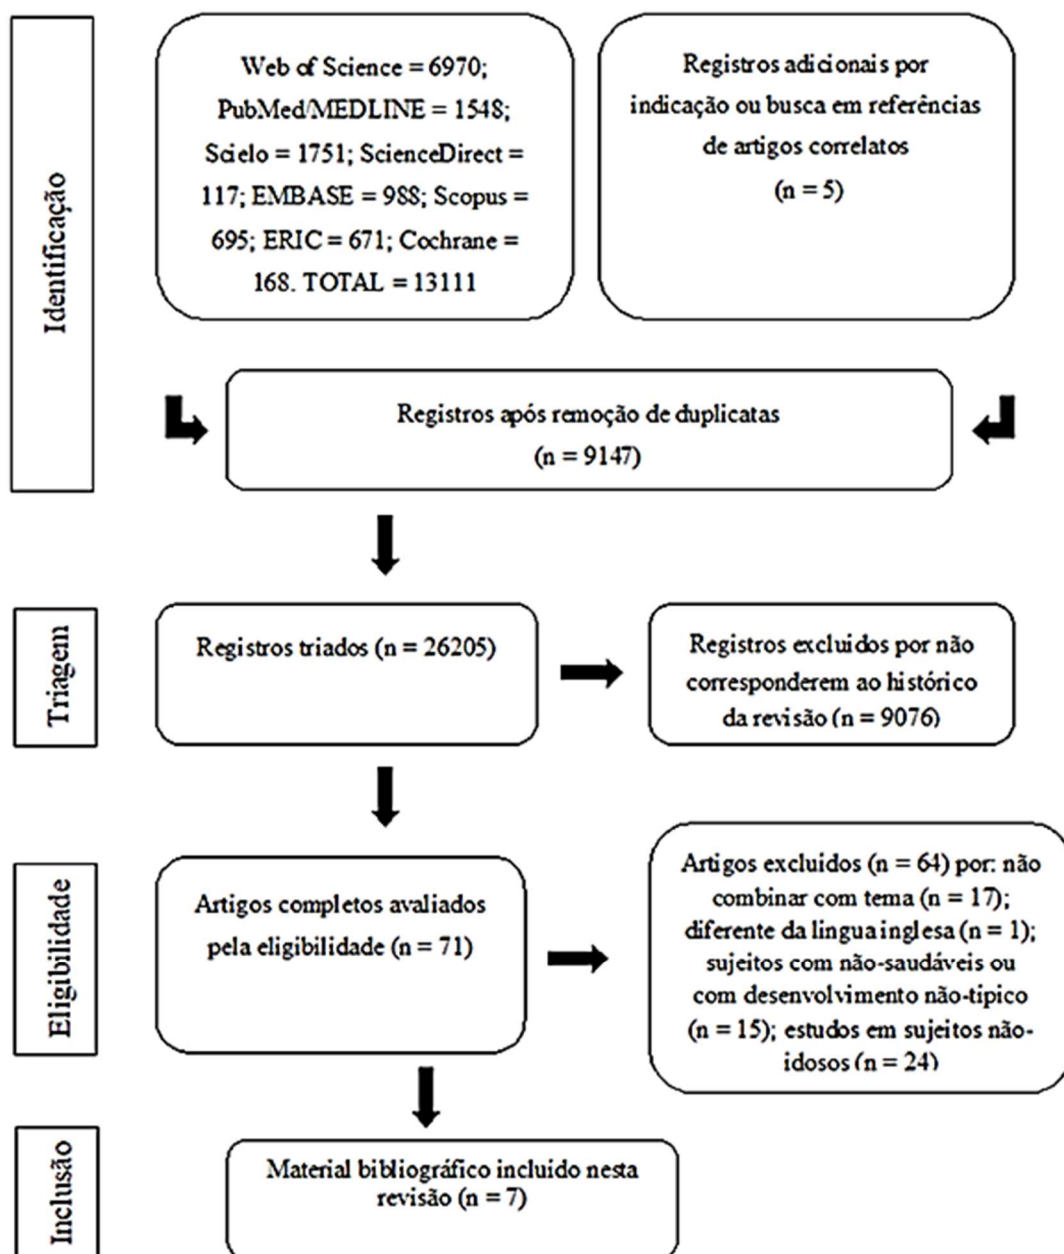 Identificação
Web of Science = 6970;
PubMed/MEDLINE = 1548;
Scielo = 1751; ScienceDirect =
117; EMBASE = 988; Scopus =
695; ERIC = 671; Cochrane =
168. TOTAL = 13111
Registros adicionais por
indicação ou busca em referências
de artigos correlatos
(n = 5)
Registros após remoção de duplicatas
(n = 9147)
Triagem
Registros triados (n = 26205)
Registros excluidos por não
corresponderem ao histórico
da revisão (n = 9076)
Eligibilidade
Artigos completos avaliados
pela eligibilidade (n = 71)
Artigos excluidos (n = 64) por: não
combinar com tema (n = 17);
diferente da lingua inglesa (n = 1);
sujeitos com não-saudáveis ou
com desenvolvimento não-típico
(n = 15); estudos em sujeitos não-
idosos (n = 24)
Inclusão
Material bibliográfico incluido nesta
revisão (n = 7)